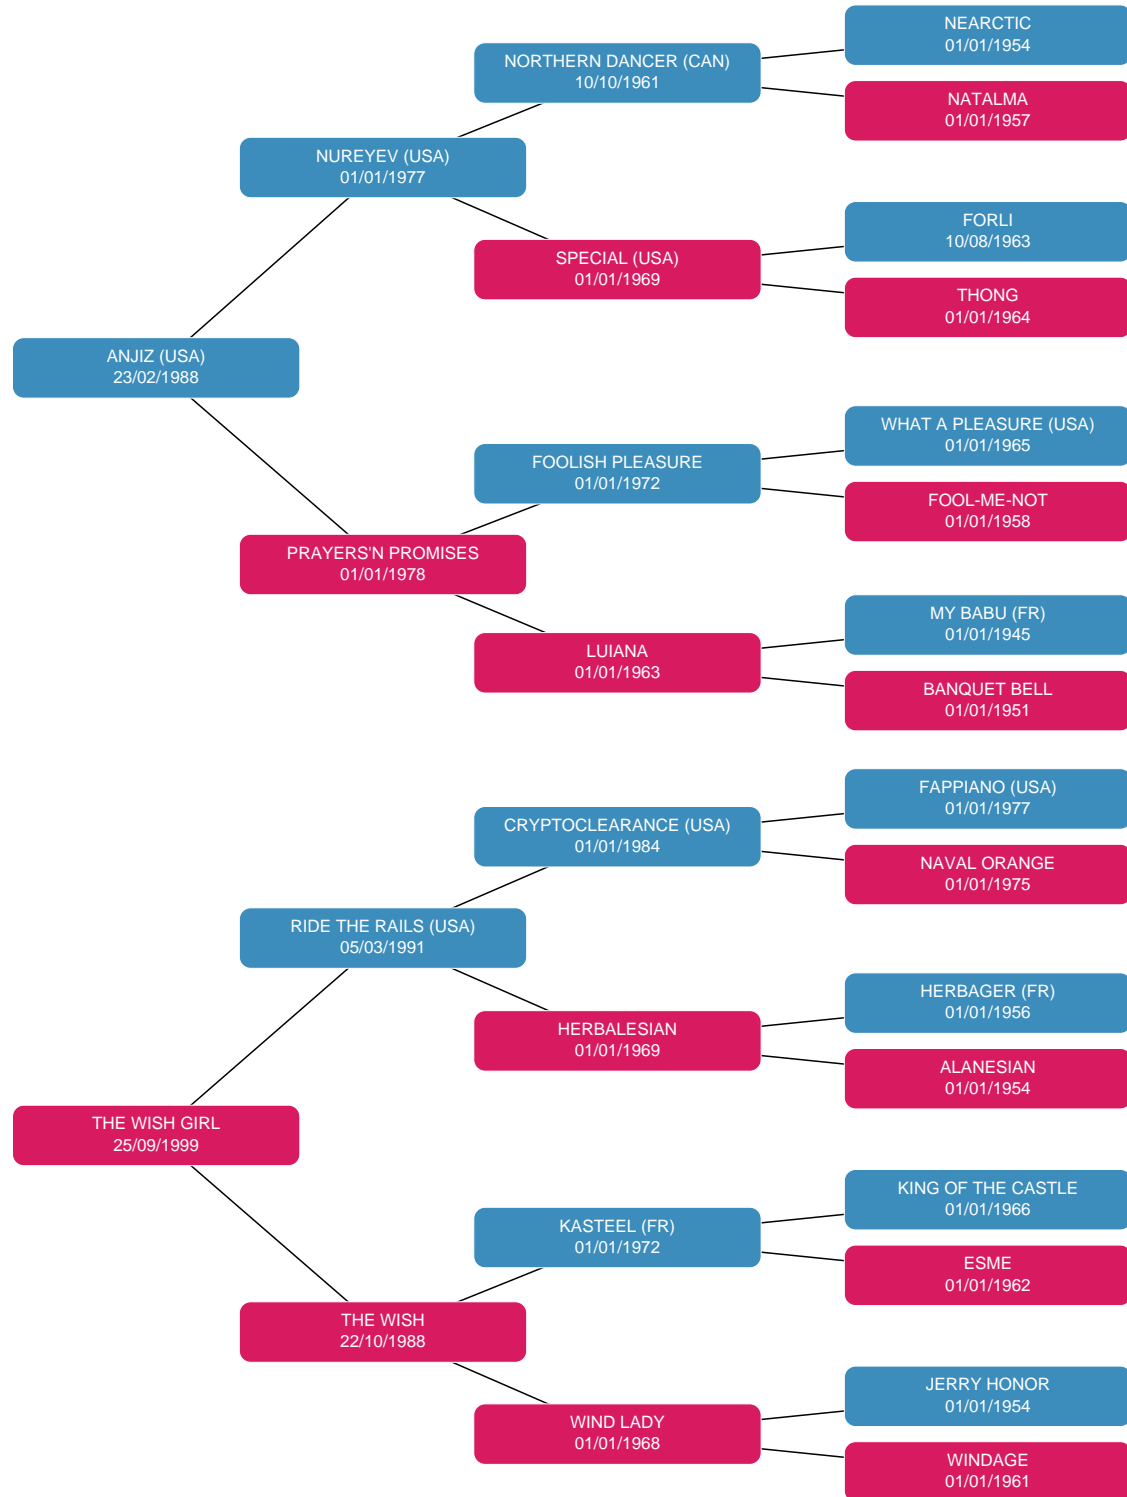 NEARCTIC
01/01/1954
NORTHERN DANCER (CAN)
10/10/1961
NATALMA
01/01/1957
NUREYEV (USA)
01/01/1977
FORLI
10/08/1963
SPECIAL (USA)
01/01/1969
THONG
01/01/1964
ANJIZ (USA)
23/02/1988
WHAT A PLEASURE (USA)
01/01/1965
FOOLISH PLEASURE
01/01/1972
FOOL-ME-NOT
01/01/1958
PRAYERS'N PROMISES
01/01/1978
MY BABU (FR)
01/01/1945
LUIANA
01/01/1963
BANQUET BELL
01/01/1951
FAPPIANO (USA)
01/01/1977
CRYPTOCLEARANCE (USA)
01/01/1984
NAVAL ORANGE
01/01/1975
RIDE THE RAILS (USA)
05/03/1991
HERBAGER (FR)
01/01/1956
HERBALESIAN
01/01/1969
ALANESIAN
01/01/1954
THE WISH GIRL
25/09/1999
KING OF THE CASTLE
01/01/1966
KASTEEL (FR)
01/01/1972
ESME
01/01/1962
THE WISH
22/10/1988
JERRY HONOR
01/01/1954
WIND LADY
01/01/1968
WINDAGE
01/01/1961